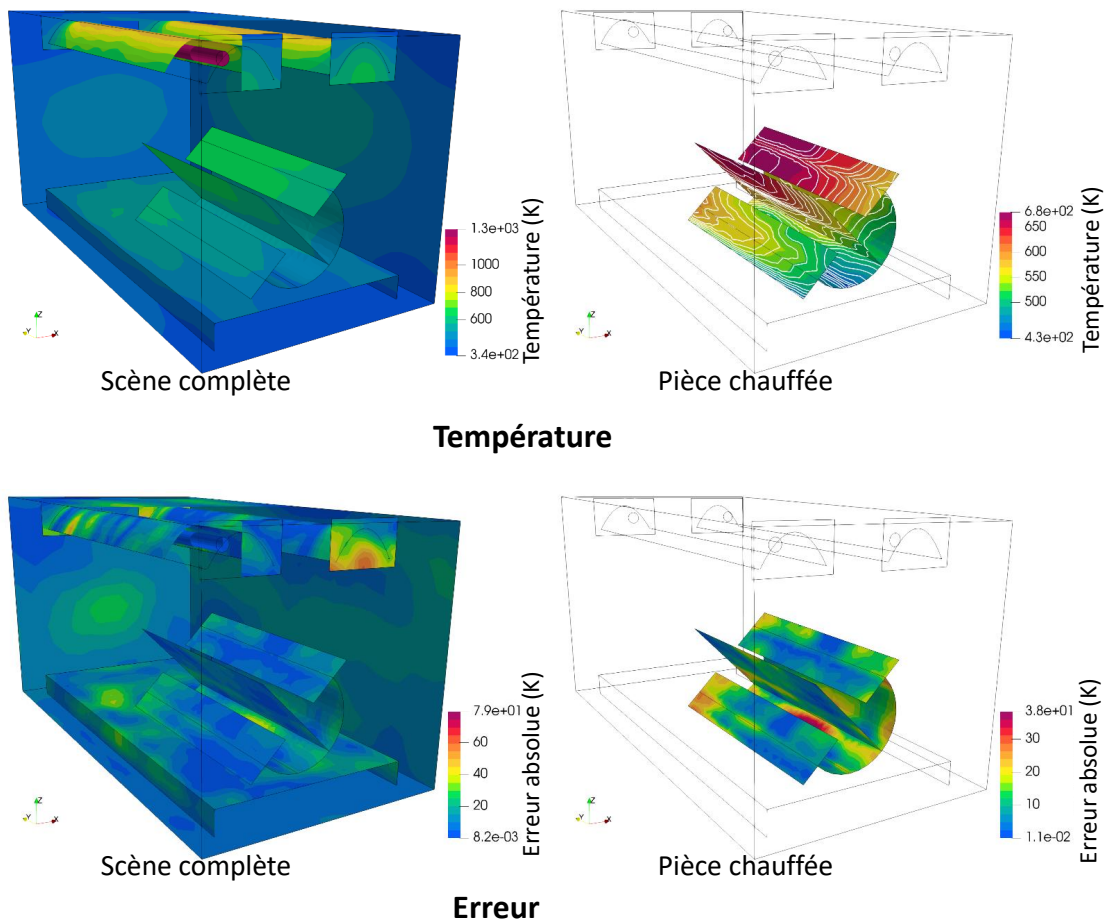 1.3e+03
1000
800
600
3.4e+02
Température (K)
Z
Y
X
Scène complète
6.8e+02
650
600
550
500
4.3e+02
Température (K)
Z
Y
X
Pièce chauffée
Température
7.9e+01
60
40
20
8.2e-03
Erreur absolue (K)
Z
Y
X
Scène complète
3.8e+01
30
20
10
1.1e-02
Erreur absolue (K)
Z
Y
X
Pièce chauffée
Erreur